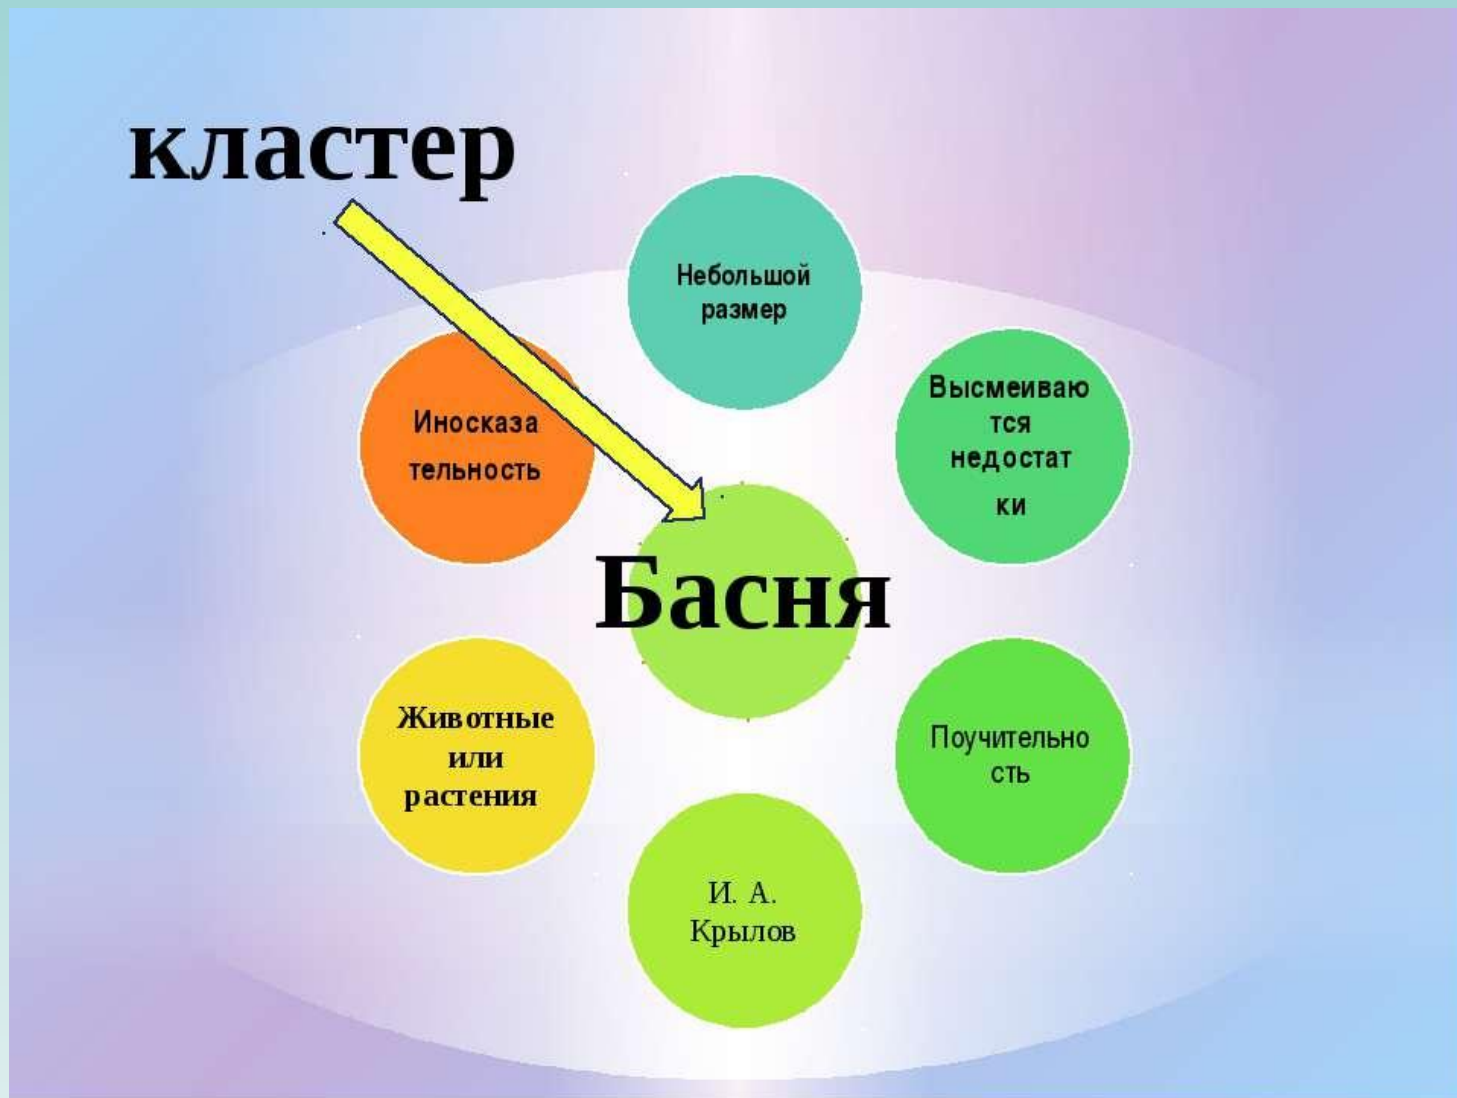 кластер
Небольшой
размер
Высмеиваю
тся
недостат
ки
Иносказа
тельность
Басня
Животные
или
растения
Поучительно
сть
И. А.
Крылов